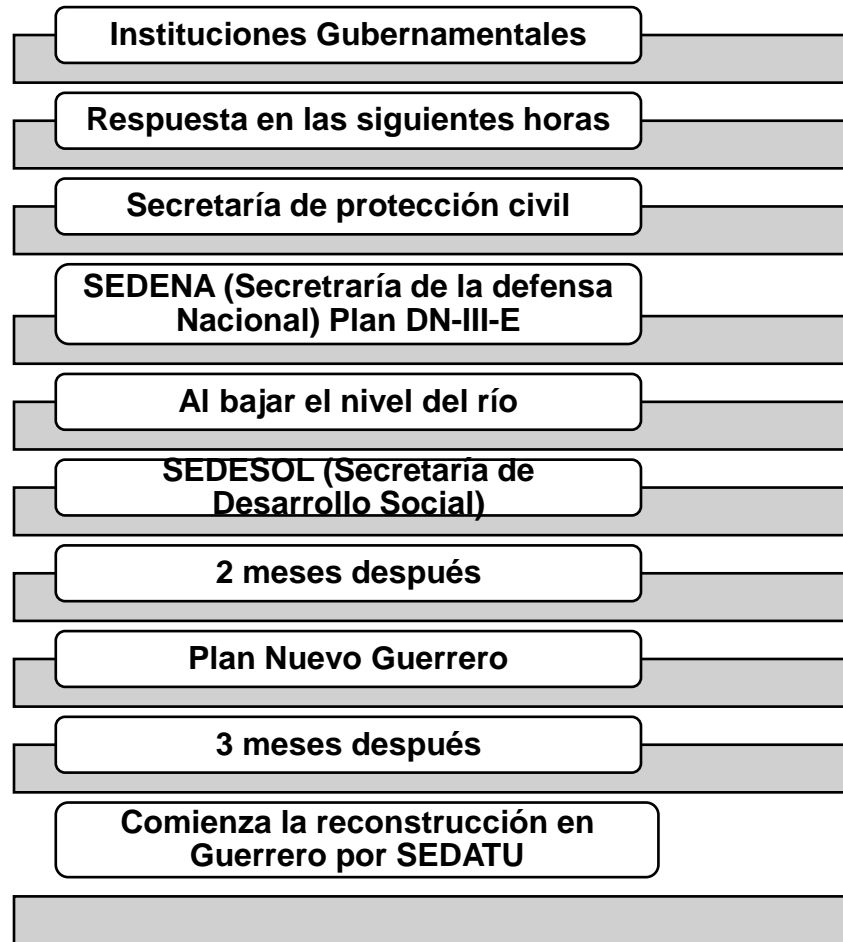 Instituciones Gubernamentales
Respuesta en las siguientes horas
Secretaría de protección civil
SEDENA (Secretraría de la defensa
Nacional) Plan DN-III-E
Al bajar el nivel del río
SEDESOL (Secretaría de
Desarrollo Social)
2 meses después
Plan Nuevo Guerrero
3 meses después
Comienza la reconstrucción en
Guerrero por SEDATU